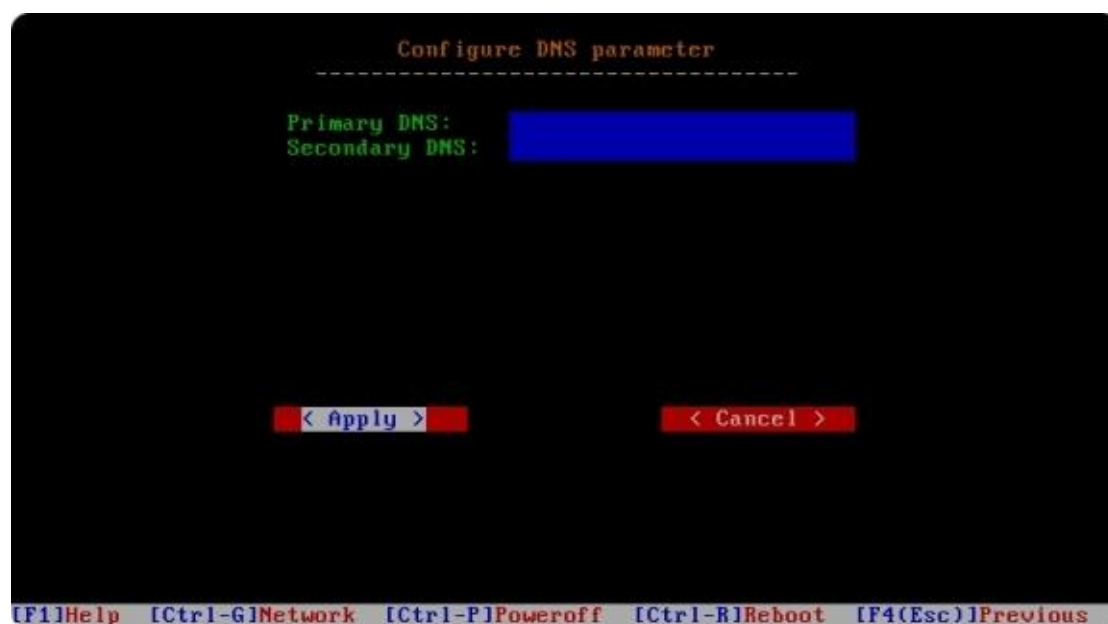 Configure DNS parameter
------------------------------------
Primary DNS:
Secondary DNS:
< Apply > < Cancel >
[F1]Help [Ctrl-G]Network [Ctrl-P]Poweroff [Ctrl-R]Reboot [F4(Esc)]Previous